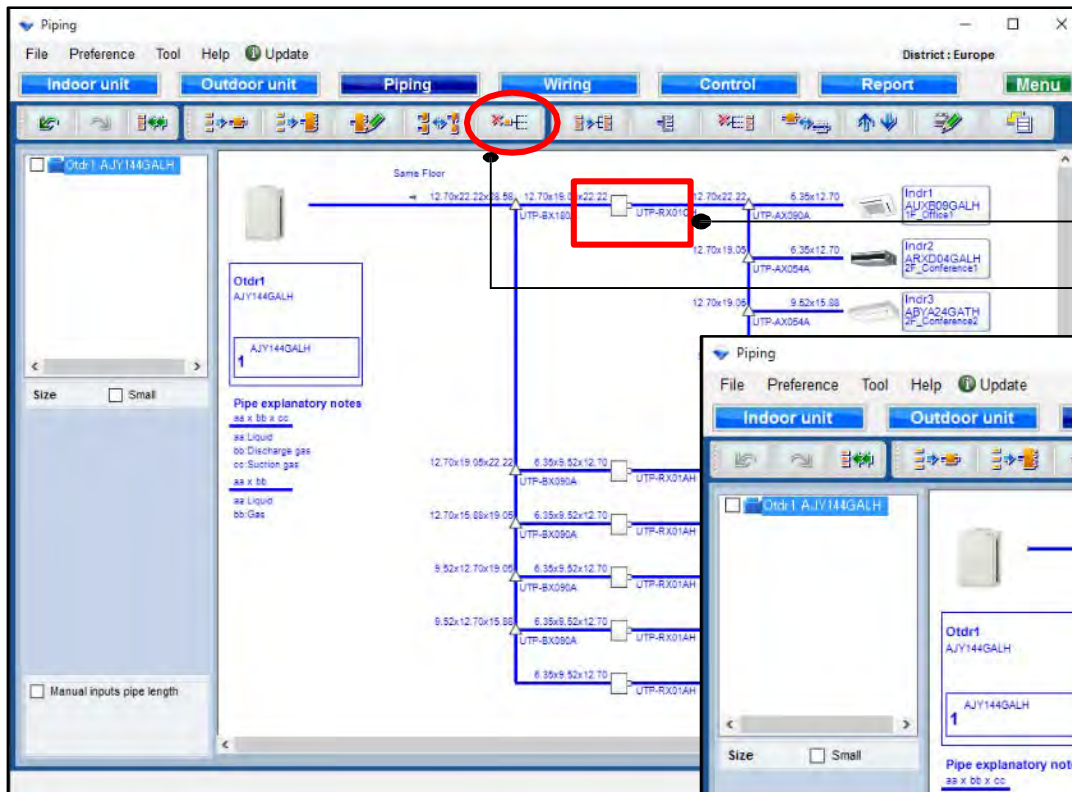 Piping
File Preference Tool Help Update
District : Europe
Indoor unit Outdoor unit Piping Wiring Control Report Menu
Otdr1 AJY144GALH
Size Small
Manual inputs pipe length
Otdr1
AJY144GALH
AJY144GALH
1
Pipe explanatory notes
aa x bb x cc
aa:Liquid
bb:Discharge gas
cc:Suction gas
aa x bb
aa:Liquid
bb:Gas
Same Floor
12.70x22.22x28.58
UTP-BX180A
UTP-AX090A
12.70x22.22
6.35x12.70
Indr1
AUXB09GALH
1F_Office1
12.70x19.05
6.35x12.70
UTP-AX054A
Indr2
ARXD04GALH
2F_Conference1
12.70x19.05
9.52x15.88
UTP-AX054A
Indr3
ABYA24GATH
2F_Conference2
12.70x19.05x22.22 6.35x9.52x12.70
UTP-BX090A UTP-RX01AH
12.70x15.88x19.05 6.35x9.52x12.70
UTP-BX090A UTP-RX01AH
9.52x12.70x19.05 6.35x9.52x12.70
UTP-BX090A UTP-RX01AH
9.52x12.70x15.88 6.35x9.52x12.70
UTP-BX090A UTP-RX01AH
6.35x9.52x12.70
UTP-RX01AH
Piping
File Preference Tool Help Update
Indoor unit Outdoor unit
Otdr1 AJY144GALH
Size Small
Otdr1
AJY144GALH
AJY144GALH
1
Pipe explanatory note
aa x bb x cc